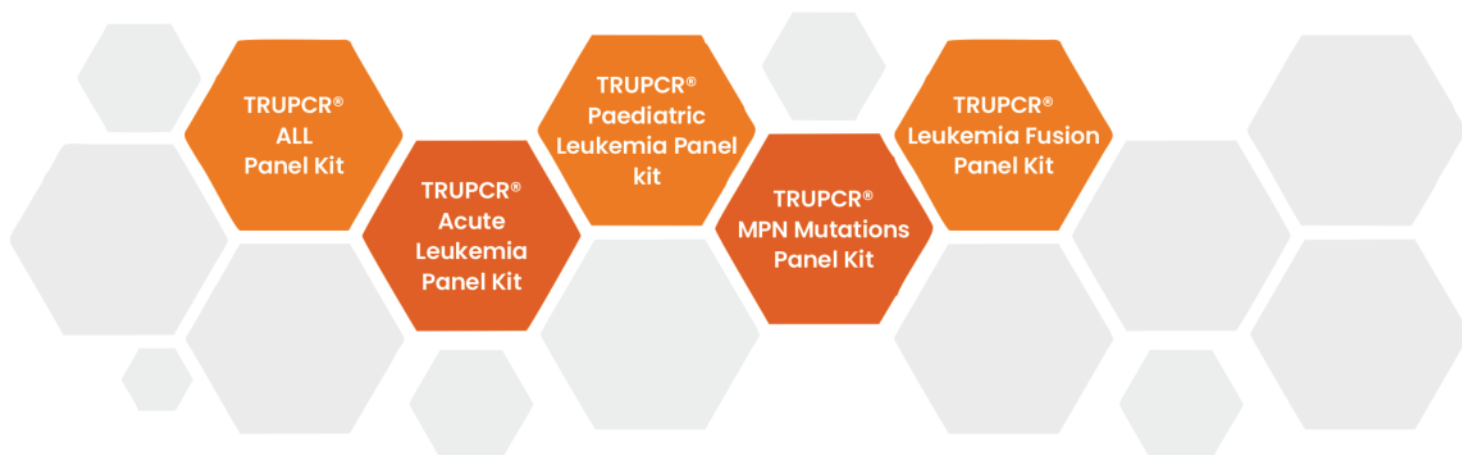 TRUPCR®
ALL
Panel Kit
TRUPCR®
Acute
Leukemia
Panel Kit
TRUPCR®
Paediatric
Leukemia Panel
kit
TRUPCR®
MPN Mutations
Panel Kit
TRUPCR®
Leukemia Fusion
Panel Kit